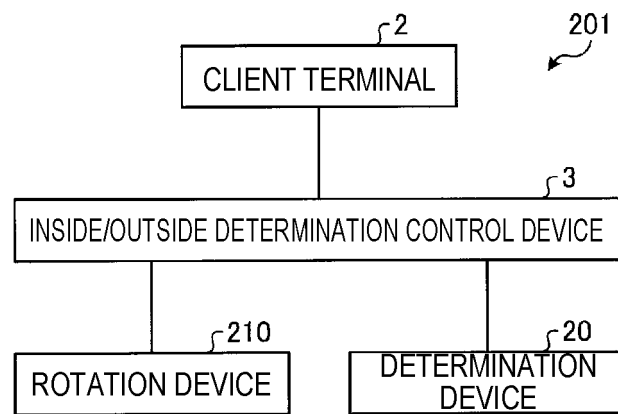 2
201
CLIENT TERMINAL
3
INSIDE/OUTSIDE DETERMINATION CONTROL DEVICE
210
20
ROTATION DEVICE
DETERMINATION
DEVICE